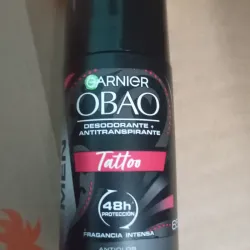 GARNIER
OBAO
DESODORANTE +
ANTITRANSPIRANTE
MEN
Tattoo
48h*
PROTECCIÓN
FRAGANCIA INTENSA